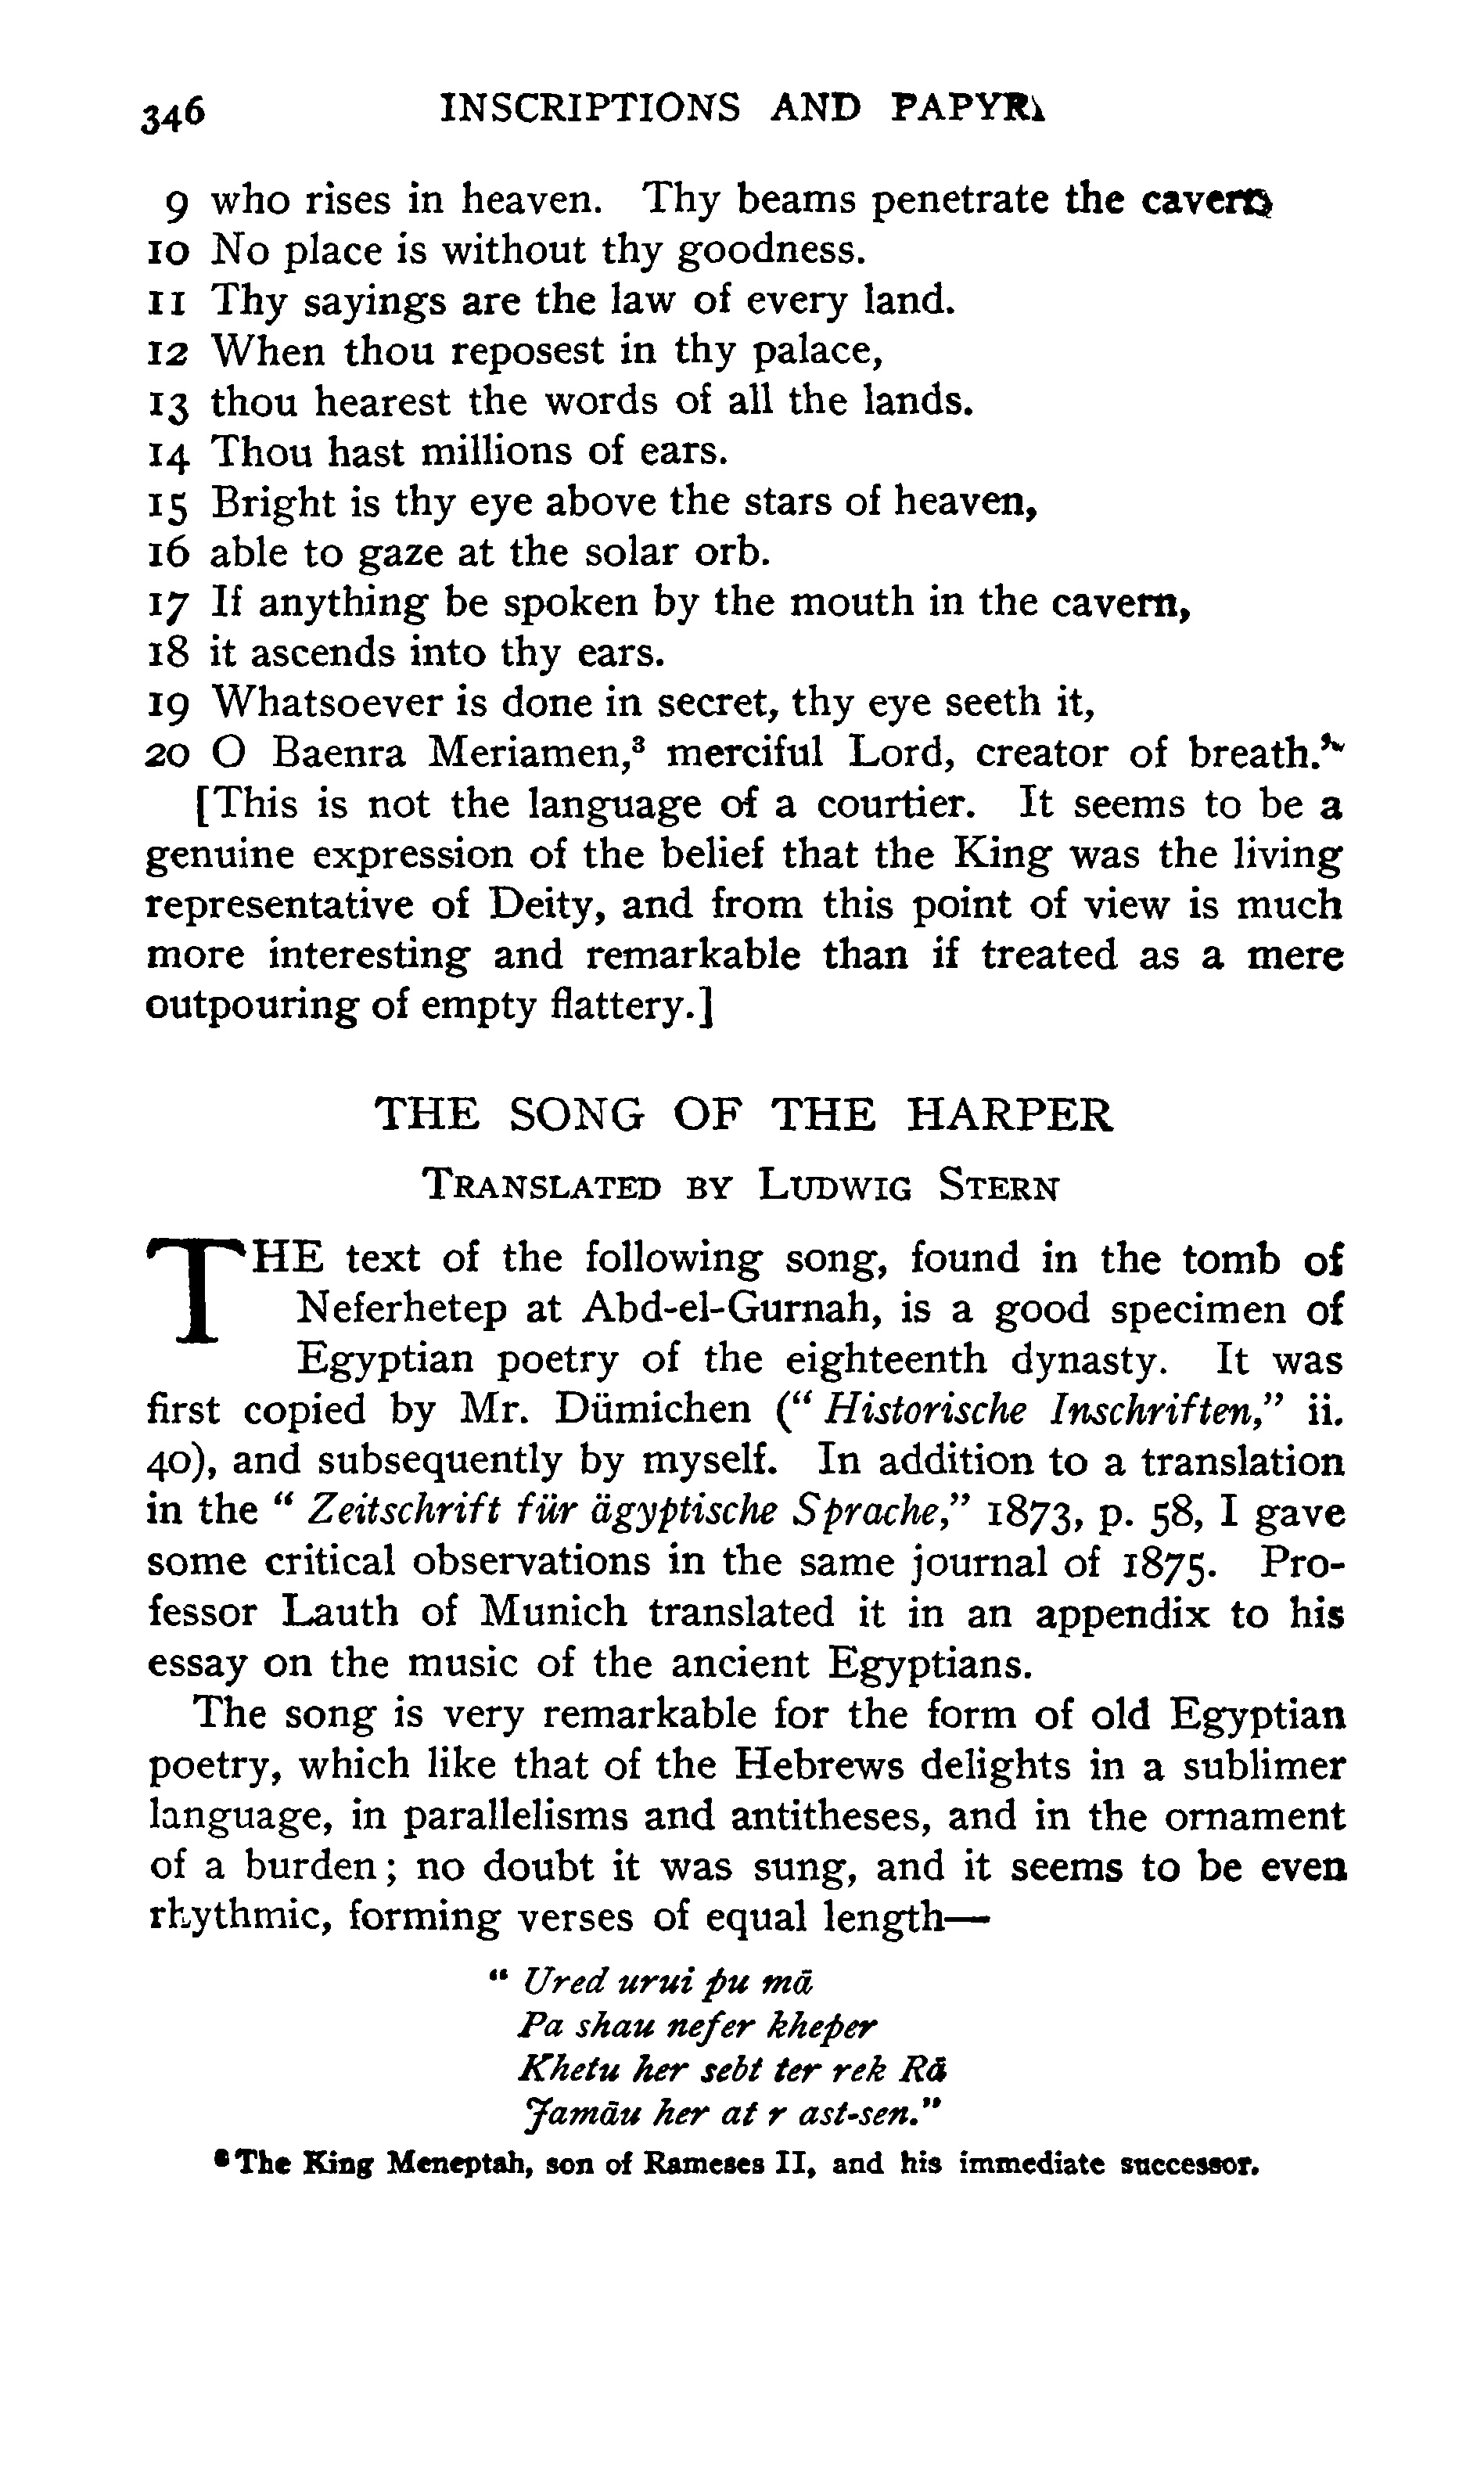 346 INSCRIPTIONS AND PAPYRI
9 who rises in heaven. Thy beams penetrate the cavern
10 No place is without thy goodness.
11 Thy sayings are the law of every land.
12 When thou reposest in thy palace,
13 thou hearest the words of all the lands.
14 Thou hast millions of ears.
15 Bright is thy eye above the stars of heaven,
16 able to gaze at the solar orb.
17 If anything be spoken by the mouth in the cavern,
18 it ascends into thy ears.
19 Whatsoever is done in secret, thy eye seeth it,
20 O Baenra Meriamen,³ merciful Lord, creator of breath.
[This is not the language of a courtier. It seems to be a
genuine expression of the belief that the King was the living
representative of Deity, and from this point of view is much
more interesting and remarkable than if treated as a mere
outpouring of empty flattery.]
THE SONG OF THE HARPER
TRANSLATED BY LUDWIG STERN
THE text of the following song, found in the tomb of
Neferhetep at Abd-el-Gurnah, is a good specimen of
Egyptian poetry of the eighteenth dynasty. It was
first copied by Mr. Dümichen (“ Historische Inschriften,” ii.
40), and subsequently by myself. In addition to a translation
in the “ Zeitschrift für ägyptische Sprache,” 1873, p. 58, I gave
some critical observations in the same journal of 1875. Pro-
fessor Lauth of Munich translated it in an appendix to his
essay on the music of the ancient Egyptians.
The song is very remarkable for the form of old Egyptian
poetry, which like that of the Hebrews delights in a sublimer
language, in parallelisms and antitheses, and in the ornament
of a burden; no doubt it was sung, and it seems to be even
rhythmic, forming verses of equal length—
“ Ured urui pu mā
Pa shau nefer kheper
Khetu her sebt ter rek Rā
Jamāu her at r ast-sen.”
³ The King Meneptah, son of Rameses II, and his immediate successor.